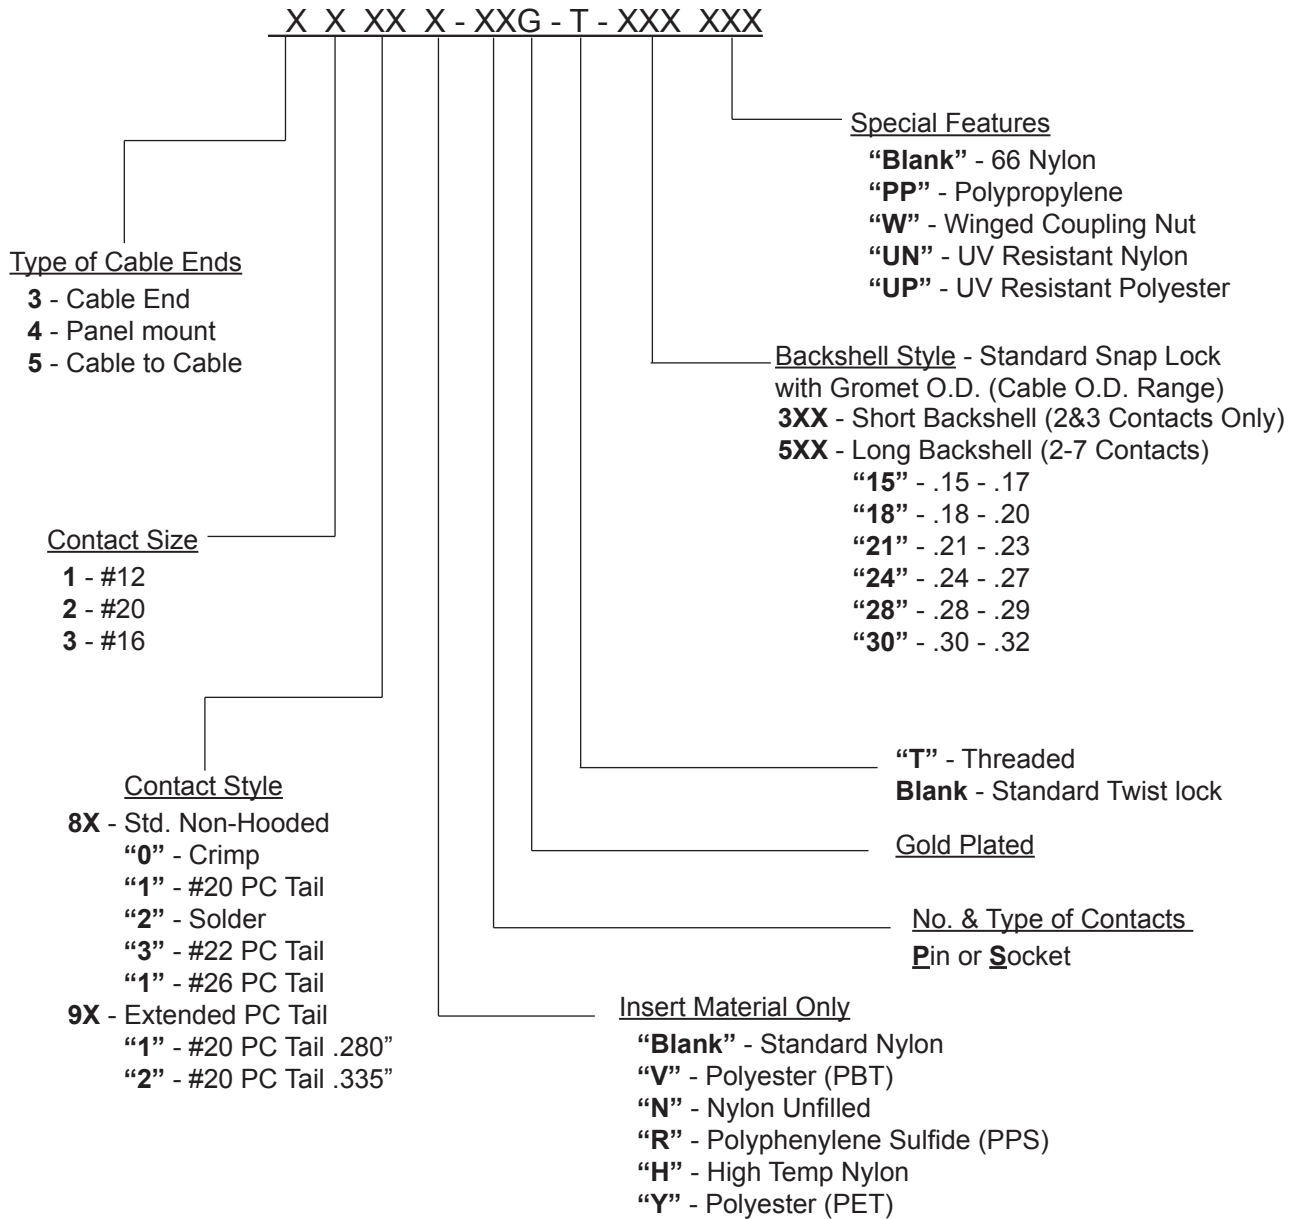 X X XX X - XXG - T - XXX XXX
Special Features
“Blank” - 66 Nylon
“PP” - Polypropylene
“W” - Winged Coupling Nut
“UN” - UV Resistant Nylon
“UP” - UV Resistant Polyester
Type of Cable Ends
3 - Cable End
4 - Panel mount
5 - Cable to Cable
Backshell Style - Standard Snap Lock
with Gromet O.D. (Cable O.D. Range)
3XX - Short Backshell (2&3 Contacts Only)
5XX - Long Backshell (2-7 Contacts)
“15” - .15 - .17
“18” - .18 - .20
“21” - .21 - .23
“24” - .24 - .27
“28” - .28 - .29
“30” - .30 - .32
Contact Size
1 - #12
2 - #20
3 - #16
“T” - Threaded
Blank - Standard Twist lock
Gold Plated
No. & Type of Contacts
Pin or Socket
Contact Style
8X - Std. Non-Hooded
“0” - Crimp
“1” - #20 PC Tail
“2” - Solder
“3” - #22 PC Tail
“1” - #26 PC Tail
9X - Extended PC Tail
“1” - #20 PC Tail .280”
“2” - #20 PC Tail .335”
Insert Material Only
“Blank” - Standard Nylon
“V” - Polyester (PBT)
“N” - Nylon Unfilled
“R” - Polyphenylene Sulfide (PPS)
“H” - High Temp Nylon
“Y” - Polyester (PET)